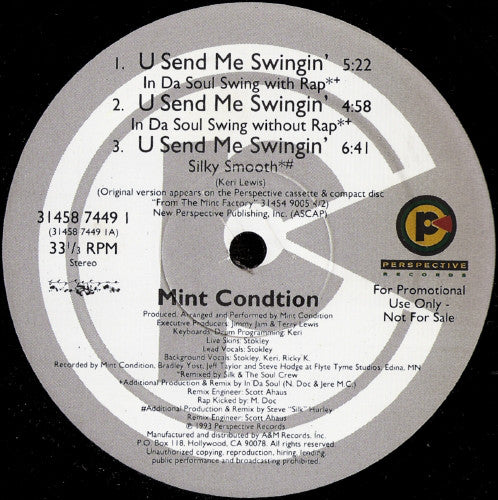 1. U Send Me Swingin' 5:22
In Da Soul Swing with Rap*+
2. U Send Me Swingin' 4:58
In Da Soul Swing without Rap*+
3. U Send Me Swingin' 6:41
Silky Smooth*#
(Keri Lewis)
(Original version appears on the Perspective cassette & compact disc
"From The Mint Factory" 31454 9005 4/2)
New Perspective Publishing, Inc. (ASCAP)
31458 7449 1
(31458 7449 1A)
33 1/3 RPM
Stereo
PERSPECTIVE
RECORDS
For Promotional
Use Only -
Not For Sale
Mint Condtion
Produced, Arranged and Performed by Mint Condition
Executive Producers: Jimmy Jam & Terry Lewis
Keyboards, Drum Programming: Keri
Live Skins: Stokley
Lead Vocals: Stokley
Background Vocals: Stokley, Keri, Ricky K.
Recorded by Mint Condition, Bradley Yost, Jeff Taylor and Steve Hodge at Flyte Tyme Studios, Edina, MN
*Remixed by Silk & The Soul Crew
+Additional Production & Remix by In Da Soul (N. Doc & Jere M.C.)
Remix Engineer: Scott Ahaus
Rap Kicked by: M. Doc
#Additional Production & Remix by Steve "Silk" Hurley
Remix Engineer: Scott Ahaus
℗ 1993 Perspective Records
Manufactured and distributed by A&M Records, Inc.
P.O. Box 118, Hollywood, CA 90078. All Rights Reserved.
Unauthorized copying, reproduction, hiring, lending,
public performance and broadcasting prohibited.